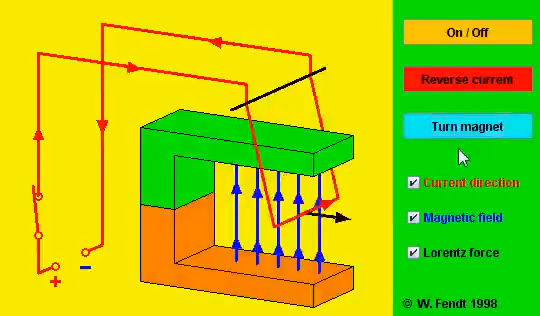 On / Off
Reverse current
Turn magnet
Current direction
Magnetic field
Lorentz force
+
–
© W. Fendt 1998